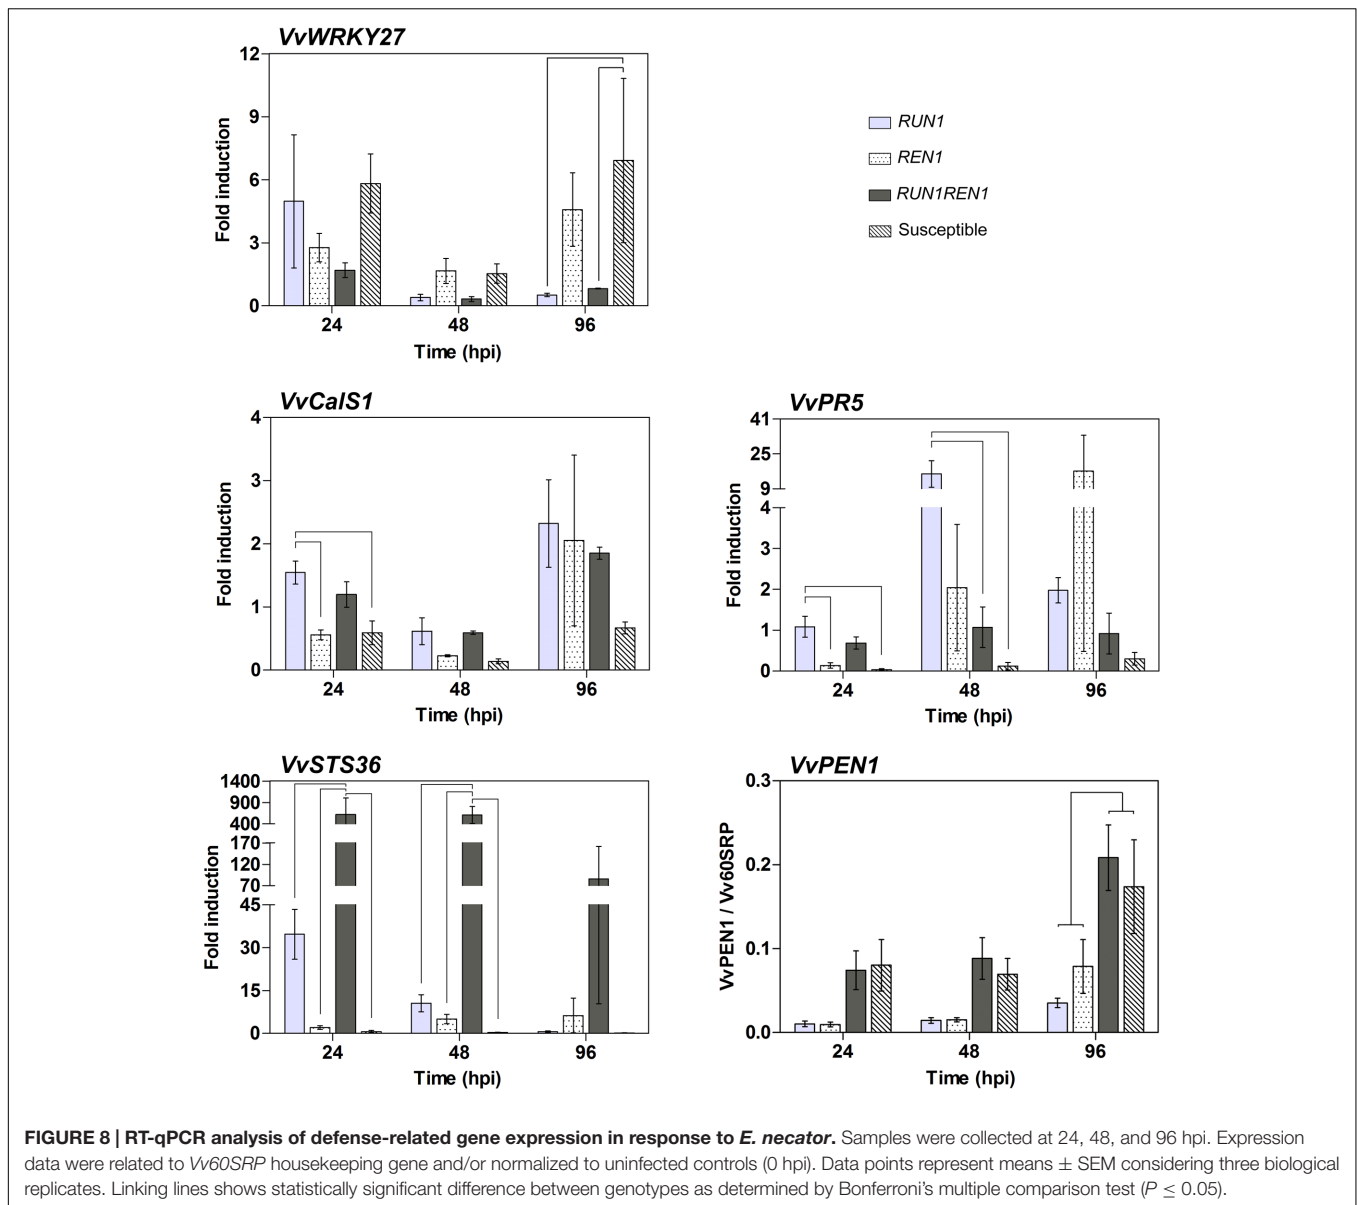 VvWRKY27
12
9
6
3
0
Fold induction
24 48 96
Time (hpi)
RUN1
REN1
RUN1REN1
Susceptible
VvCalS1
4
3
2
1
0
Fold induction
24 48 96
Time (hpi)
VvPR5
41
25
9
4
3
2
1
0
Fold induction
24 48 96
Time (hpi)
VvSTS36
1400
900
400
170
120
70
45
30
15
0
Fold induction
24 48 96
Time (hpi)
VvPEN1
0.3
0.2
0.1
0.0
VvPEN1 / Vv60SRP
24 48 96
Time (hpi)
FIGURE 8 | RT-qPCR analysis of defense-related gene expression in response to E. necator. Samples were collected at 24, 48, and 96 hpi. Expression
data were related to Vv60SRP housekeeping gene and/or normalized to uninfected controls (0 hpi). Data points represent means ± SEM considering three biological
replicates. Linking lines shows statistically significant difference between genotypes as determined by Bonferroni's multiple comparison test (P ≤ 0.05).